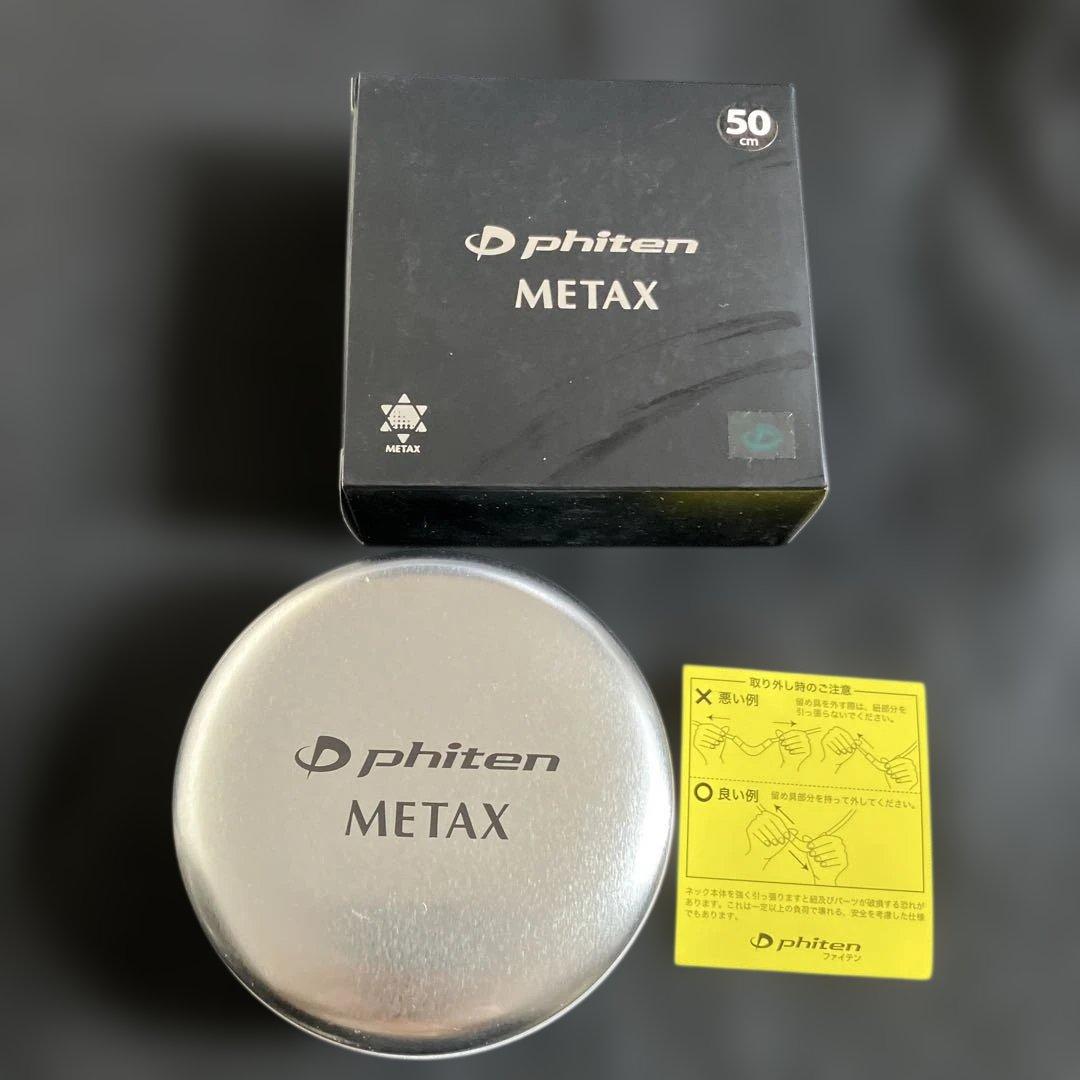 50
cm
phiten
METAX
METAX
phiten
METAX
取り外し時のご注意
悪い例
留め具を外す際は、紐部分を
引っ張らないでください。
良い例
留め具部分を持って外してください。
ネック本体を強く引っ張りますと紐及びパーツが破損する恐れが
あります。これは一定以上の負荷で壊れる、安全を考慮した仕様
でもあります。
phiten
ファイテン